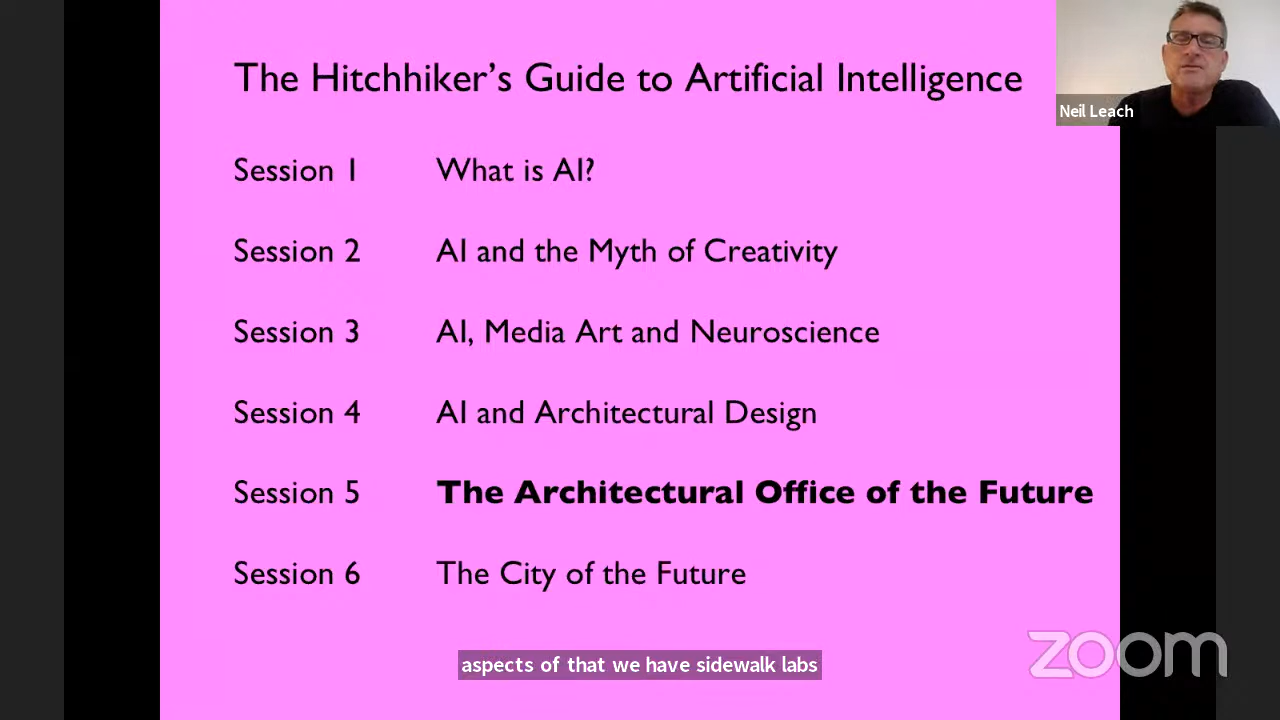 The Hitchhiker’s Guide to Artificial Intelligence
Neil Leach
Session 1 What is AI?
Session 2 AI and the Myth of Creativity
Session 3 AI, Media Art and Neuroscience
Session 4 AI and Architectural Design
Session 5 The Architectural Office of the Future
Session 6 The City of the Future
aspects of that we have sidewalk labs
zoom